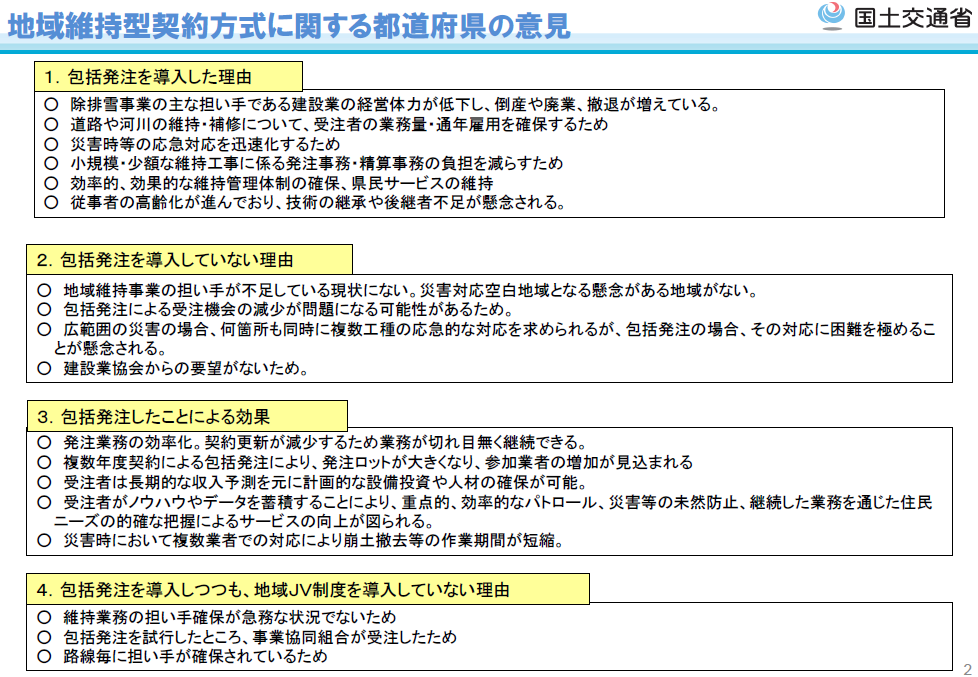 地域維持型契約方式に関する都道府県の意見
国土交通省
１．包括発注を導入した理由
○ 除排雪事業の主な担い手である建設業の経営体力が低下し、倒産や廃業、撤退が増えている。
○ 道路や河川の維持・補修について、受注者の業務量・通年雇用を確保するため
○ 災害時等の応急対応を迅速化するため
○ 小規模・少額な維持工事に係る発注事務・精算事務の負担を減らすため
○ 効率的、効果的な維持管理体制の確保、県民サービスの維持
○ 従事者の高齢化が進んでおり、技術の継承や後継者不足が懸念される。
２．包括発注を導入していない理由
○ 地域維持事業の担い手が不足している現状にない。災害対応空白地域となる懸念がある地域がない。
○ 包括発注による受注機会の減少が問題になる可能性があるため。
○ 広範囲の災害の場合、何箇所も同時に複数工種の応急的な対応を求められるが、包括発注の場合、その対応に困難を極めるこ
とが懸念される。
○ 建設業協会からの要望がないため。
３．包括発注したことによる効果
○ 発注業務の効率化。契約更新が減少するため業務が切れ目無く継続できる。
○ 複数年度契約による包括発注により、発注ロットが大きくなり、参加業者の増加が見込まれる
○ 受注者は長期的な収入予測を元に計画的な設備投資や人材の確保が可能。
○ 受注者がノウハウやデータを蓄積することにより、重点的、効率的なパトロール、災害等の未然防止、継続した業務を通じた住民
ニーズの的確な把握によるサービスの向上が図られる。
○ 災害時において複数業者での対応により崩土撤去等の作業期間が短縮。
４．包括発注を導入しつつも、地域ＪＶ制度を導入していない理由
○ 維持業務の担い手確保が急務な状況でないため
○ 包括発注を試行したところ、事業協同組合が受注したため
○ 路線毎に担い手が確保されているため
2